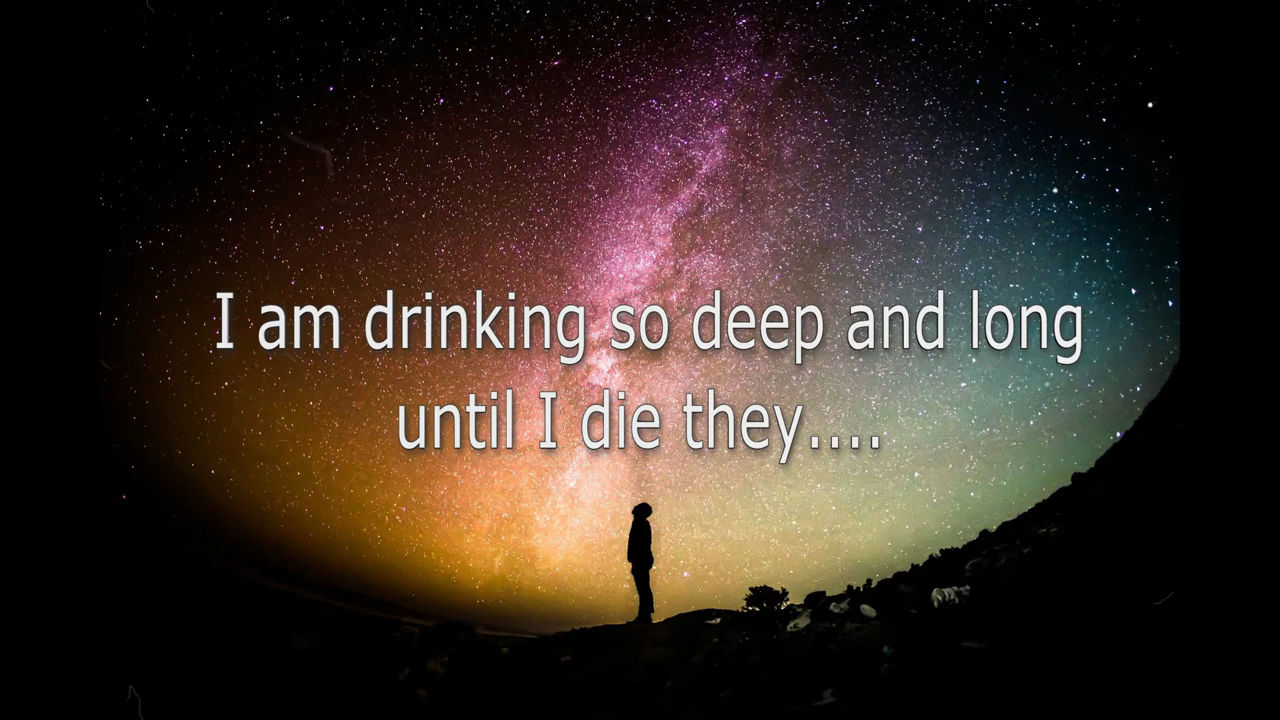 I am drinking so deep and long
until I die they....